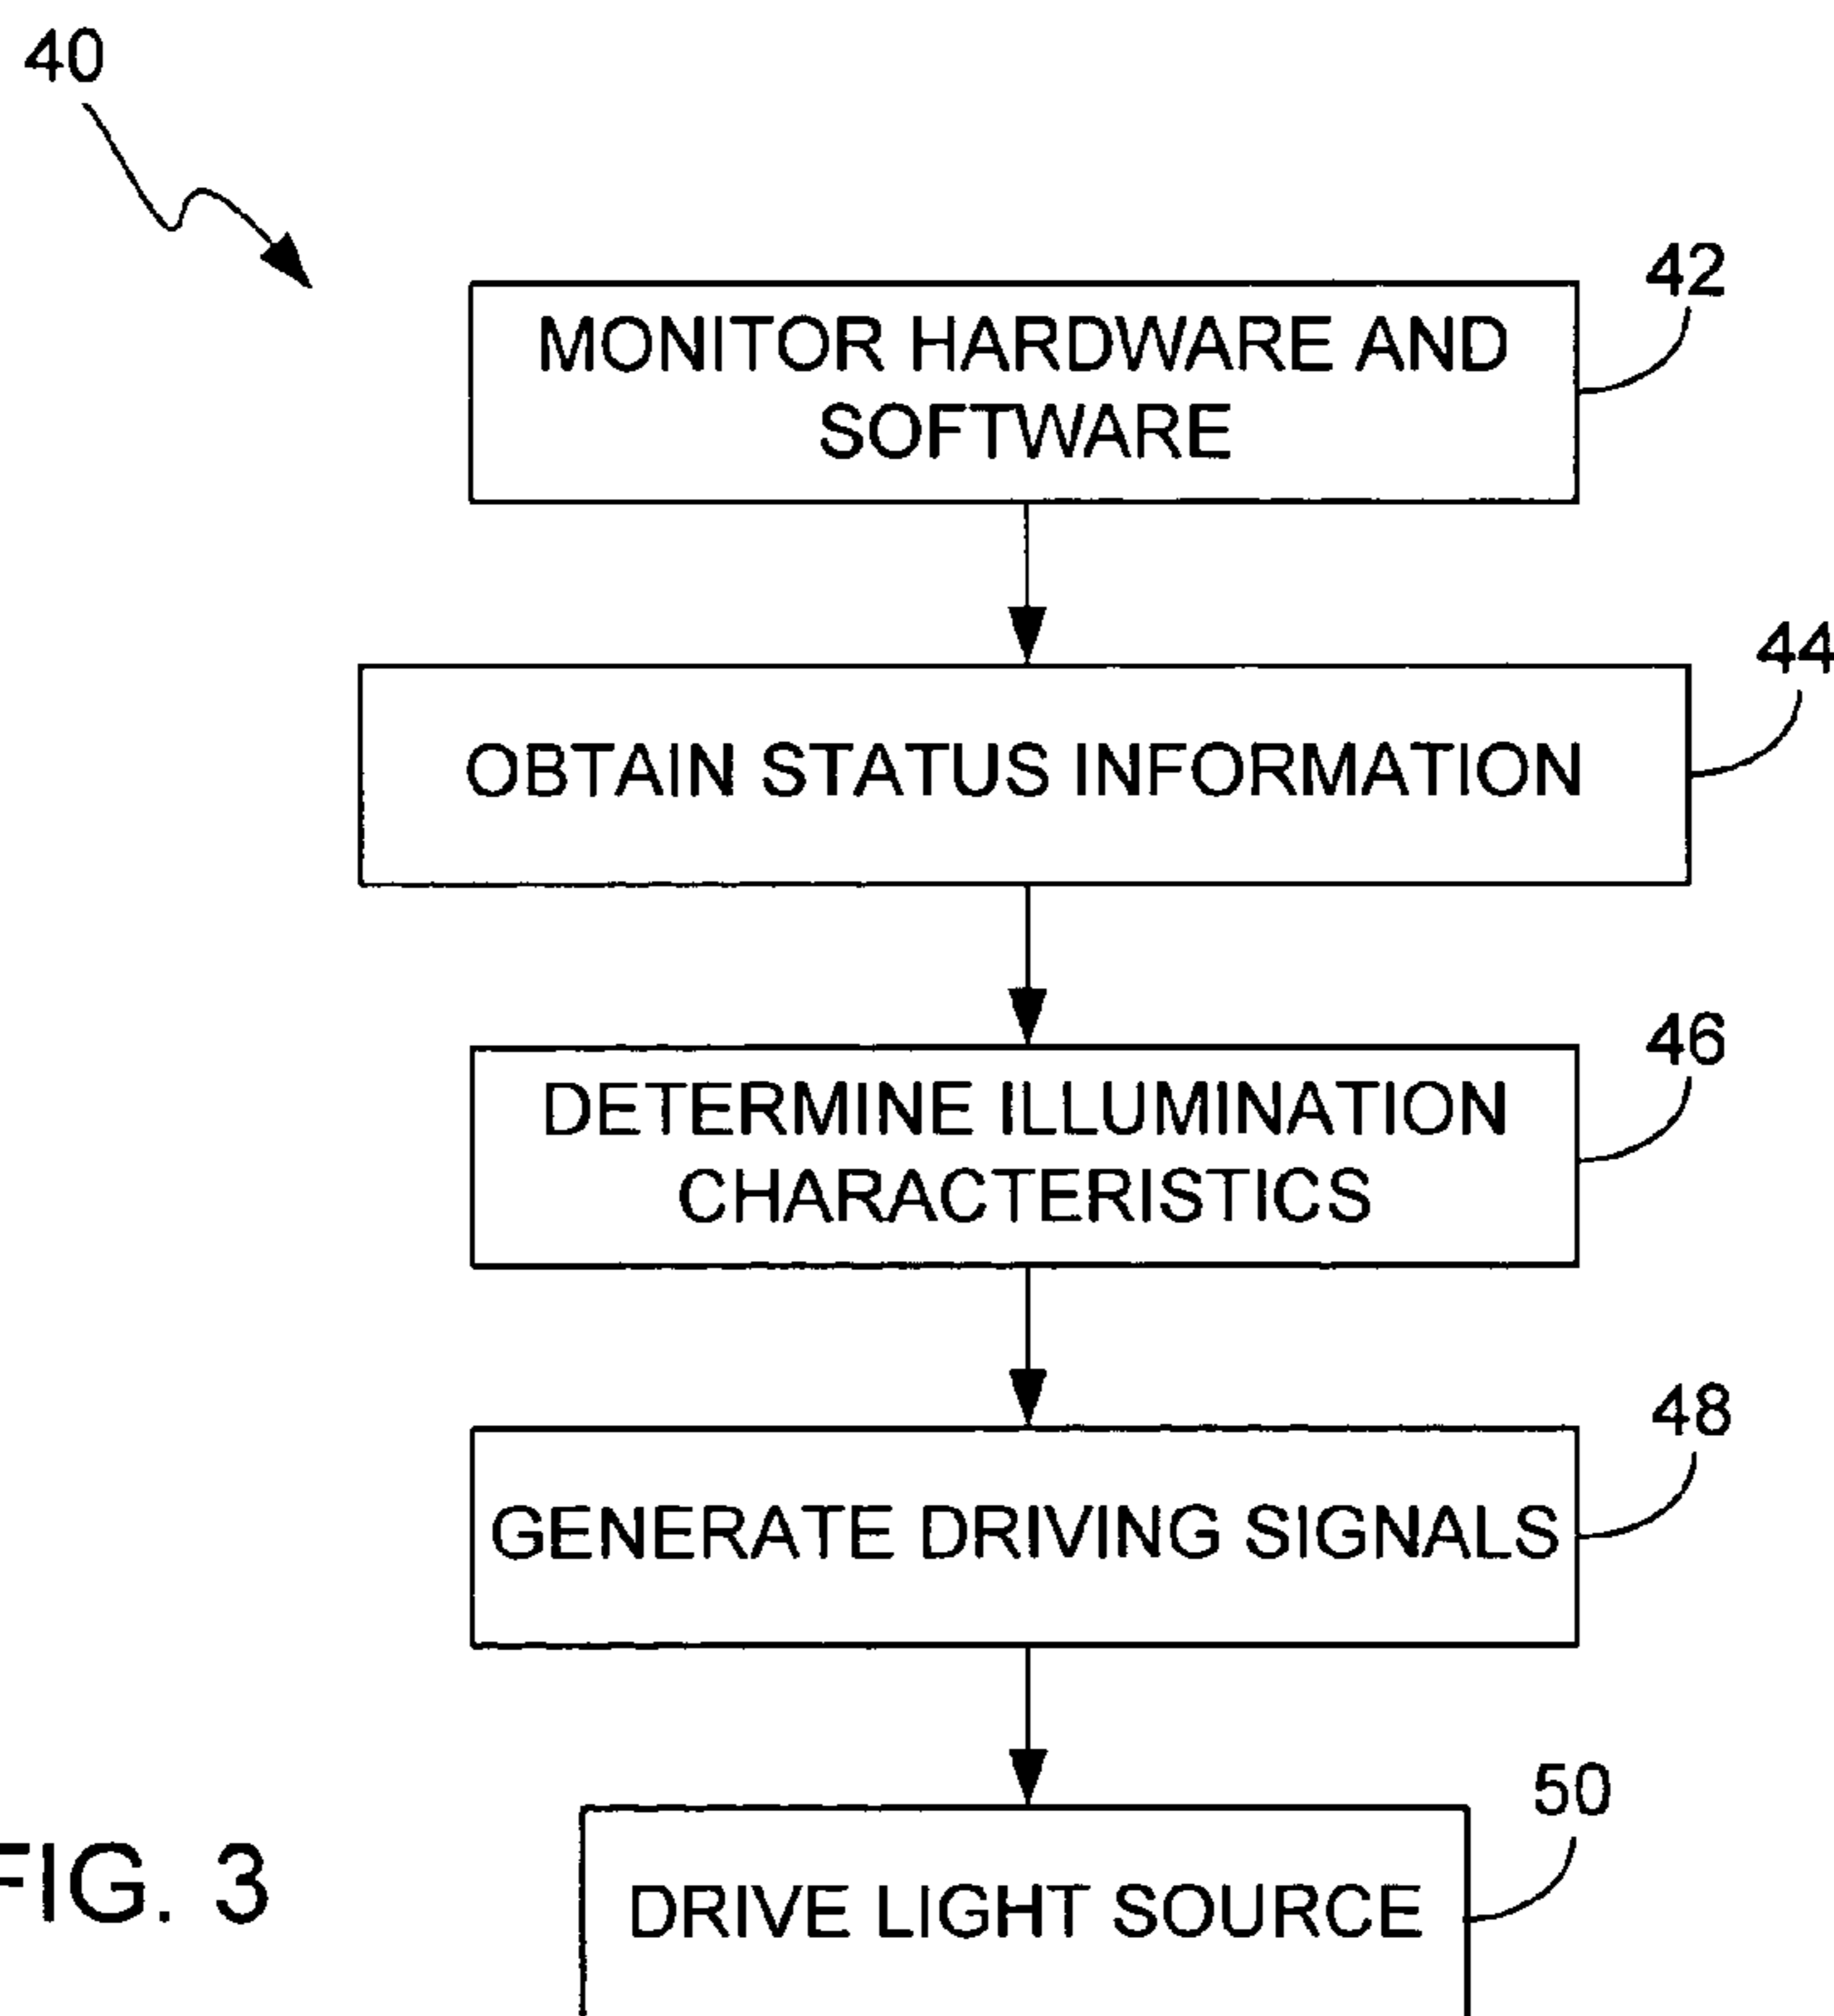 40
42
MONITOR HARDWARE AND
SOFTWARE
44
OBTAIN STATUS INFORMATION
46
DETERMINE ILLUMINATION
CHARACTERISTICS
48
GENERATE DRIVING SIGNALS
50
DRIVE LIGHT SOURCE
FIG. 3